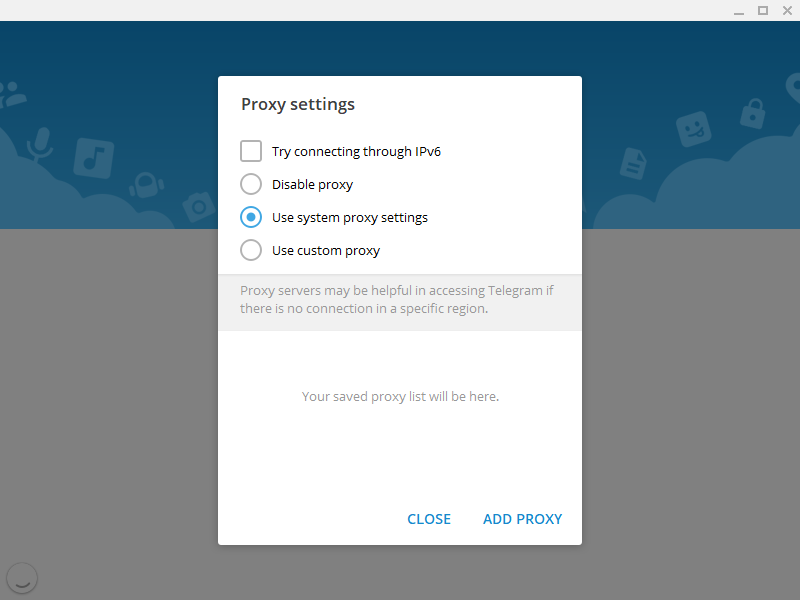 Proxy settings
Try connecting through IPv6
Disable proxy
Use system proxy settings
Use custom proxy
Proxy servers may be helpful in accessing Telegram if
there is no connection in a specific region.
Your saved proxy list will be here.
CLOSE ADD PROXY